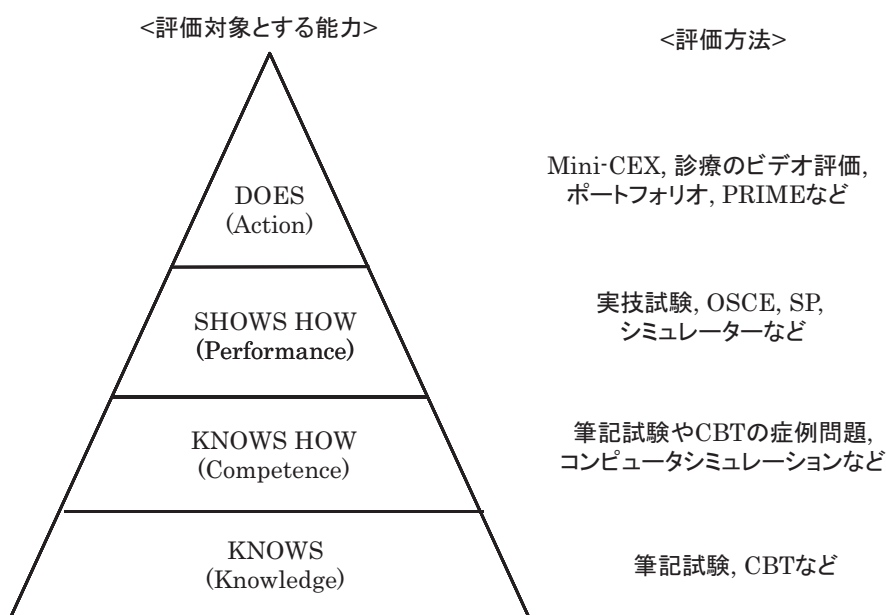 <評価対象とする能力>
<評価方法>
DOES
(Action)
Mini-CEX, 診療のビデオ評価,
ポートフォリオ, PRIMEなど
SHOWS HOW
(Performance)
実技試験, OSCE, SP,
シミュレーターなど
KNOWS HOW
(Competence)
筆記試験やCBTの症例問題,
コンピュータシミュレーションなど
KNOWS
(Knowledge)
筆記試験, CBTなど